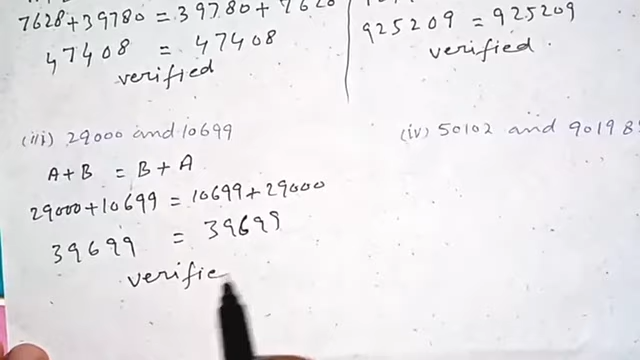 7628+39780 = 39780+7628
47408 = 47408
verified
925209 = 925209
verified.
(iii) 29000 and 10699
A+B = B+A
29000+10699 = 10699+29000
39699 = 39699
verifie
(iv) 50102 and 90198